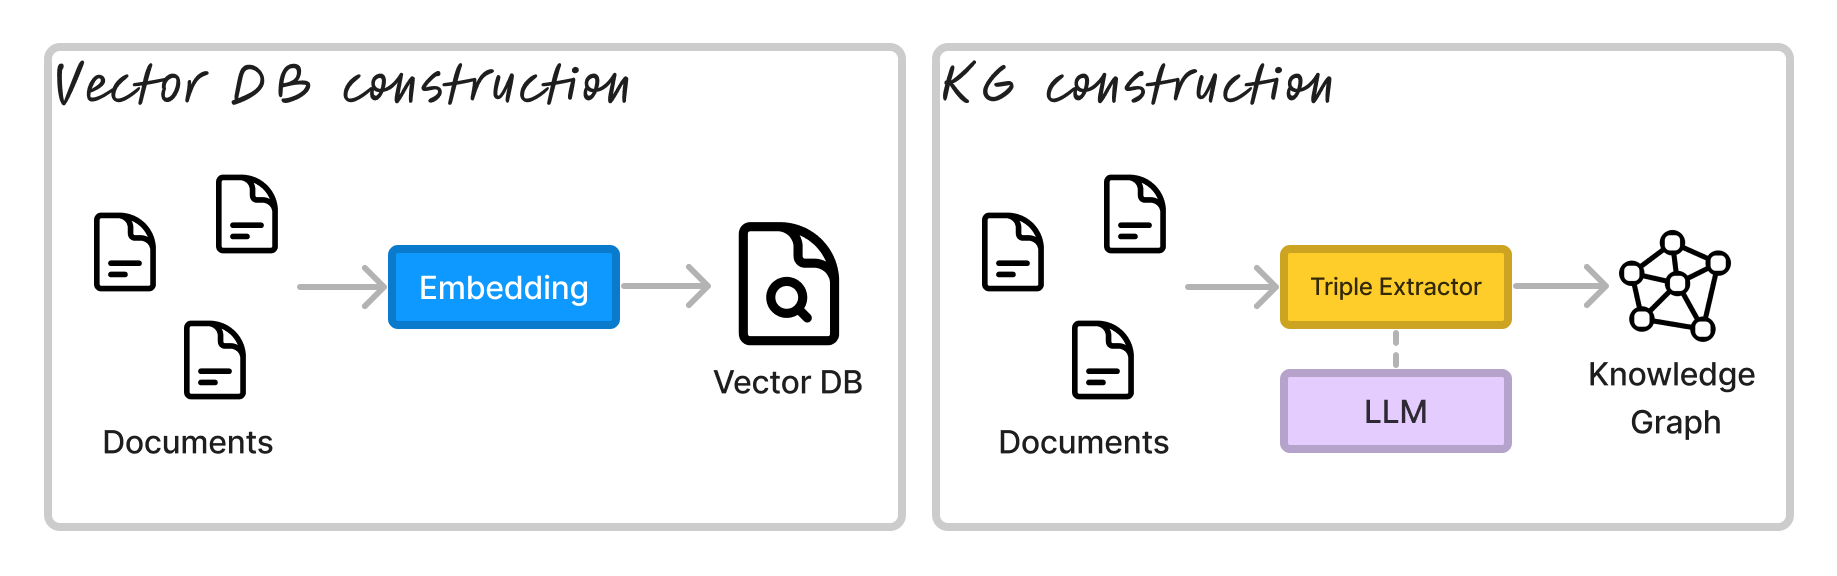 Vector DB construction
Embedding
Vector DB
Documents
KG construction
Triple Extractor
LLM
Knowledge
Graph
Documents